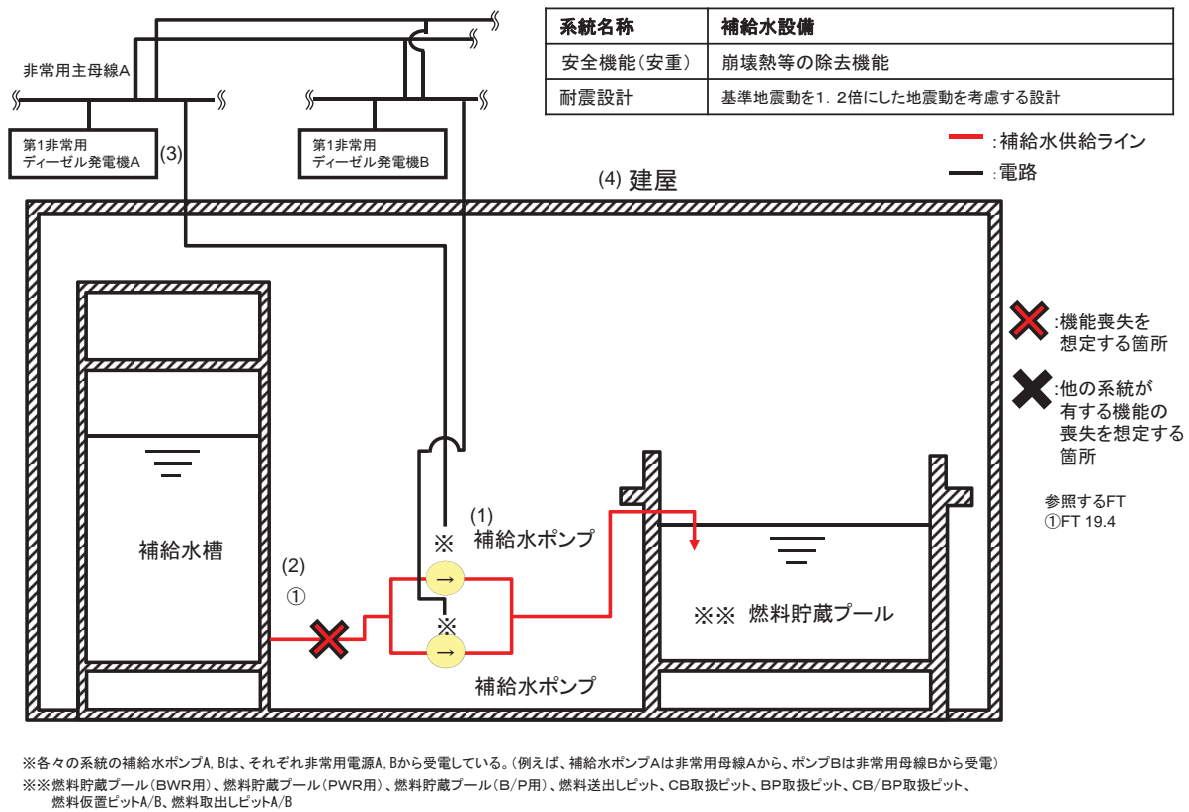 系統名称 補給水設備
安全機能(安重) 崩壊熱等の除去機能
耐震設計 基準地震動を1.2倍にした地震動を考慮する設計
非常用主母線A
第1非常用
ディーゼル発電機A
(3)
第1非常用
ディーゼル発電機B
:補給水供給ライン
:電路
(4) 建屋
:機能喪失を
想定する箇所
:他の系統が
有する機能の
喪失を想定する
箇所
参照するFT
①FT 19.4
補給水槽
(2)
①
(1)
※ 補給水ポンプ
→
※
→
補給水ポンプ
※※ 燃料貯蔵プール
※各々の系統の補給水ポンプA,Bは、それぞれ非常用電源A,Bから受電している。(例えば、補給水ポンプAは非常用母線Aから、ポンプBは非常用母線Bから受電)
※※燃料貯蔵プール(BWR用)、燃料貯蔵プール(PWR用)、燃料貯蔵プール(B/P用)、燃料送出しピット、CB取扱ピット、BP取扱ピット、CB/BP取扱ピット、
燃料仮置ピットA/B、燃料取出しピットA/B